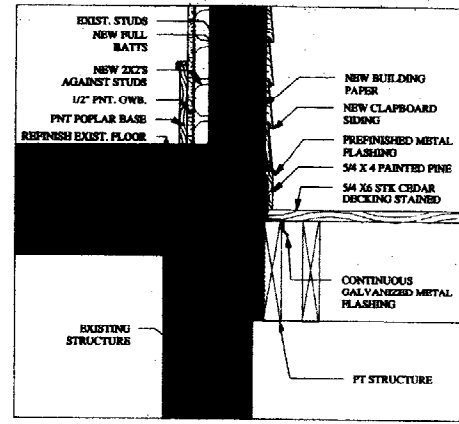 EXIST. STUDS
NEW FULL
BATTS
NEW 2X2'S
AGAINST STUDS
1/2" PNT. GWB.
PNT POPLAR BASE
REFINISH EXIST. FLOOR
EXISTING
STRUCTURE
NEW BUILDING
PAPER
NEW CLAPBOARD
SIDING
PREFINISHED METAL
FLASHING
5/4 X 4 PAINTED PINE
5/4 X6 STK CEDAR
DECKING STAINED
CONTINUOUS
GALVANIZED METAL
FLASHING
PT STRUCTURE